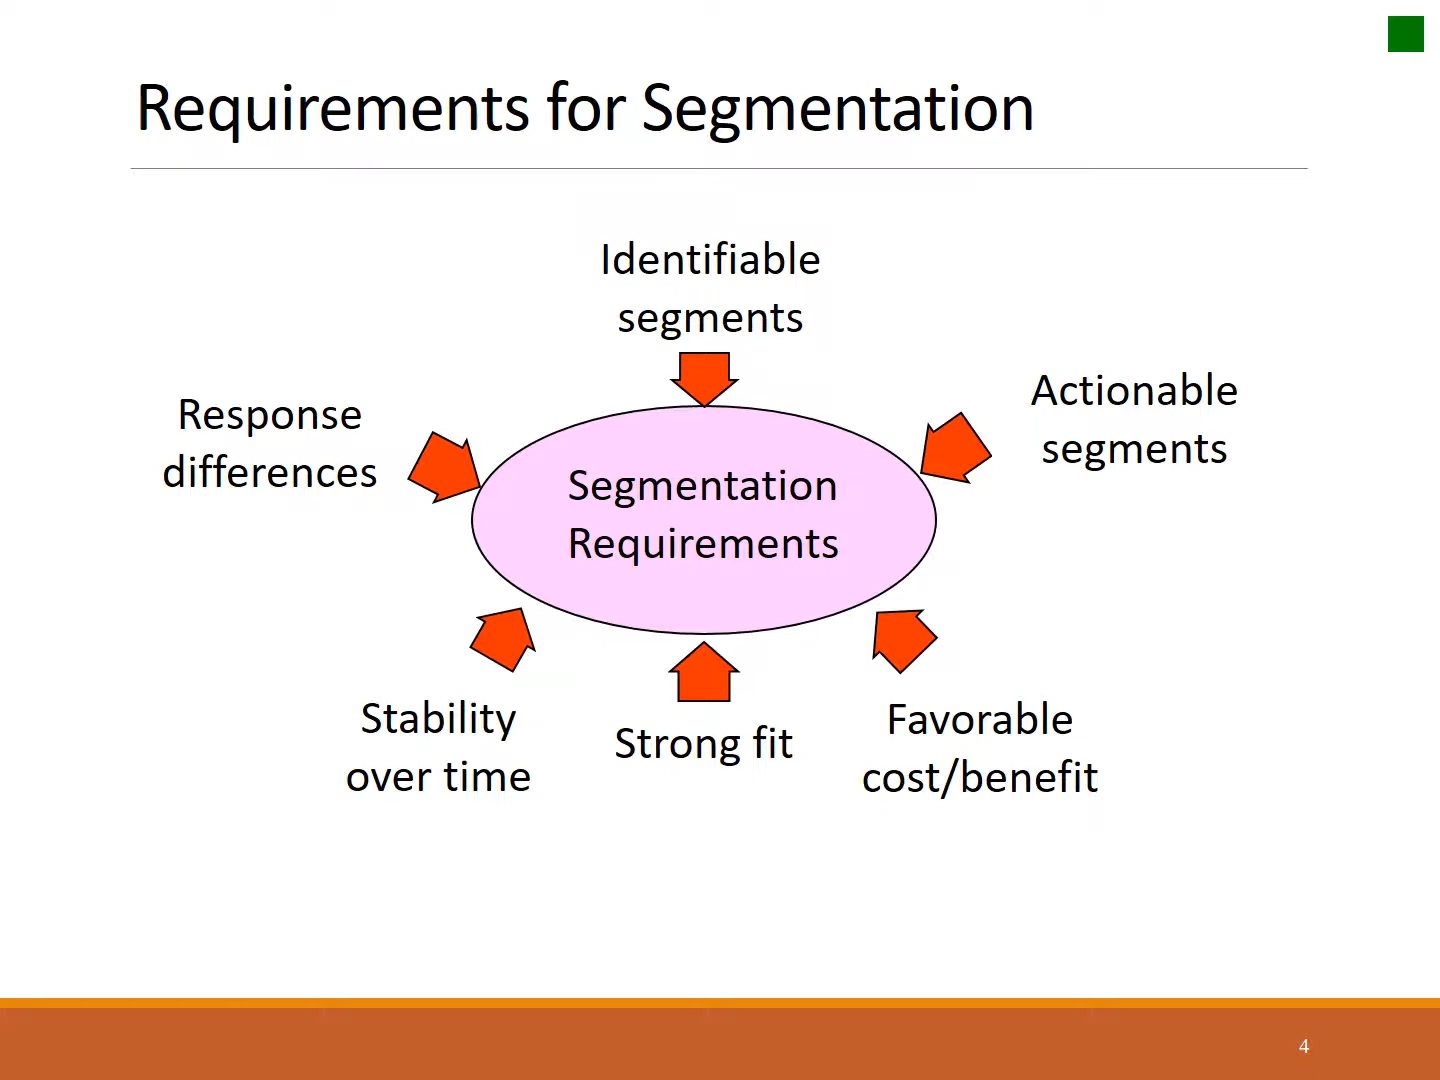 Requirements for Segmentation
Identifiable
segments
Actionable
segments
Response
differences
Segmentation
Requirements
Stability
over time
Strong fit
Favorable
cost/benefit
4